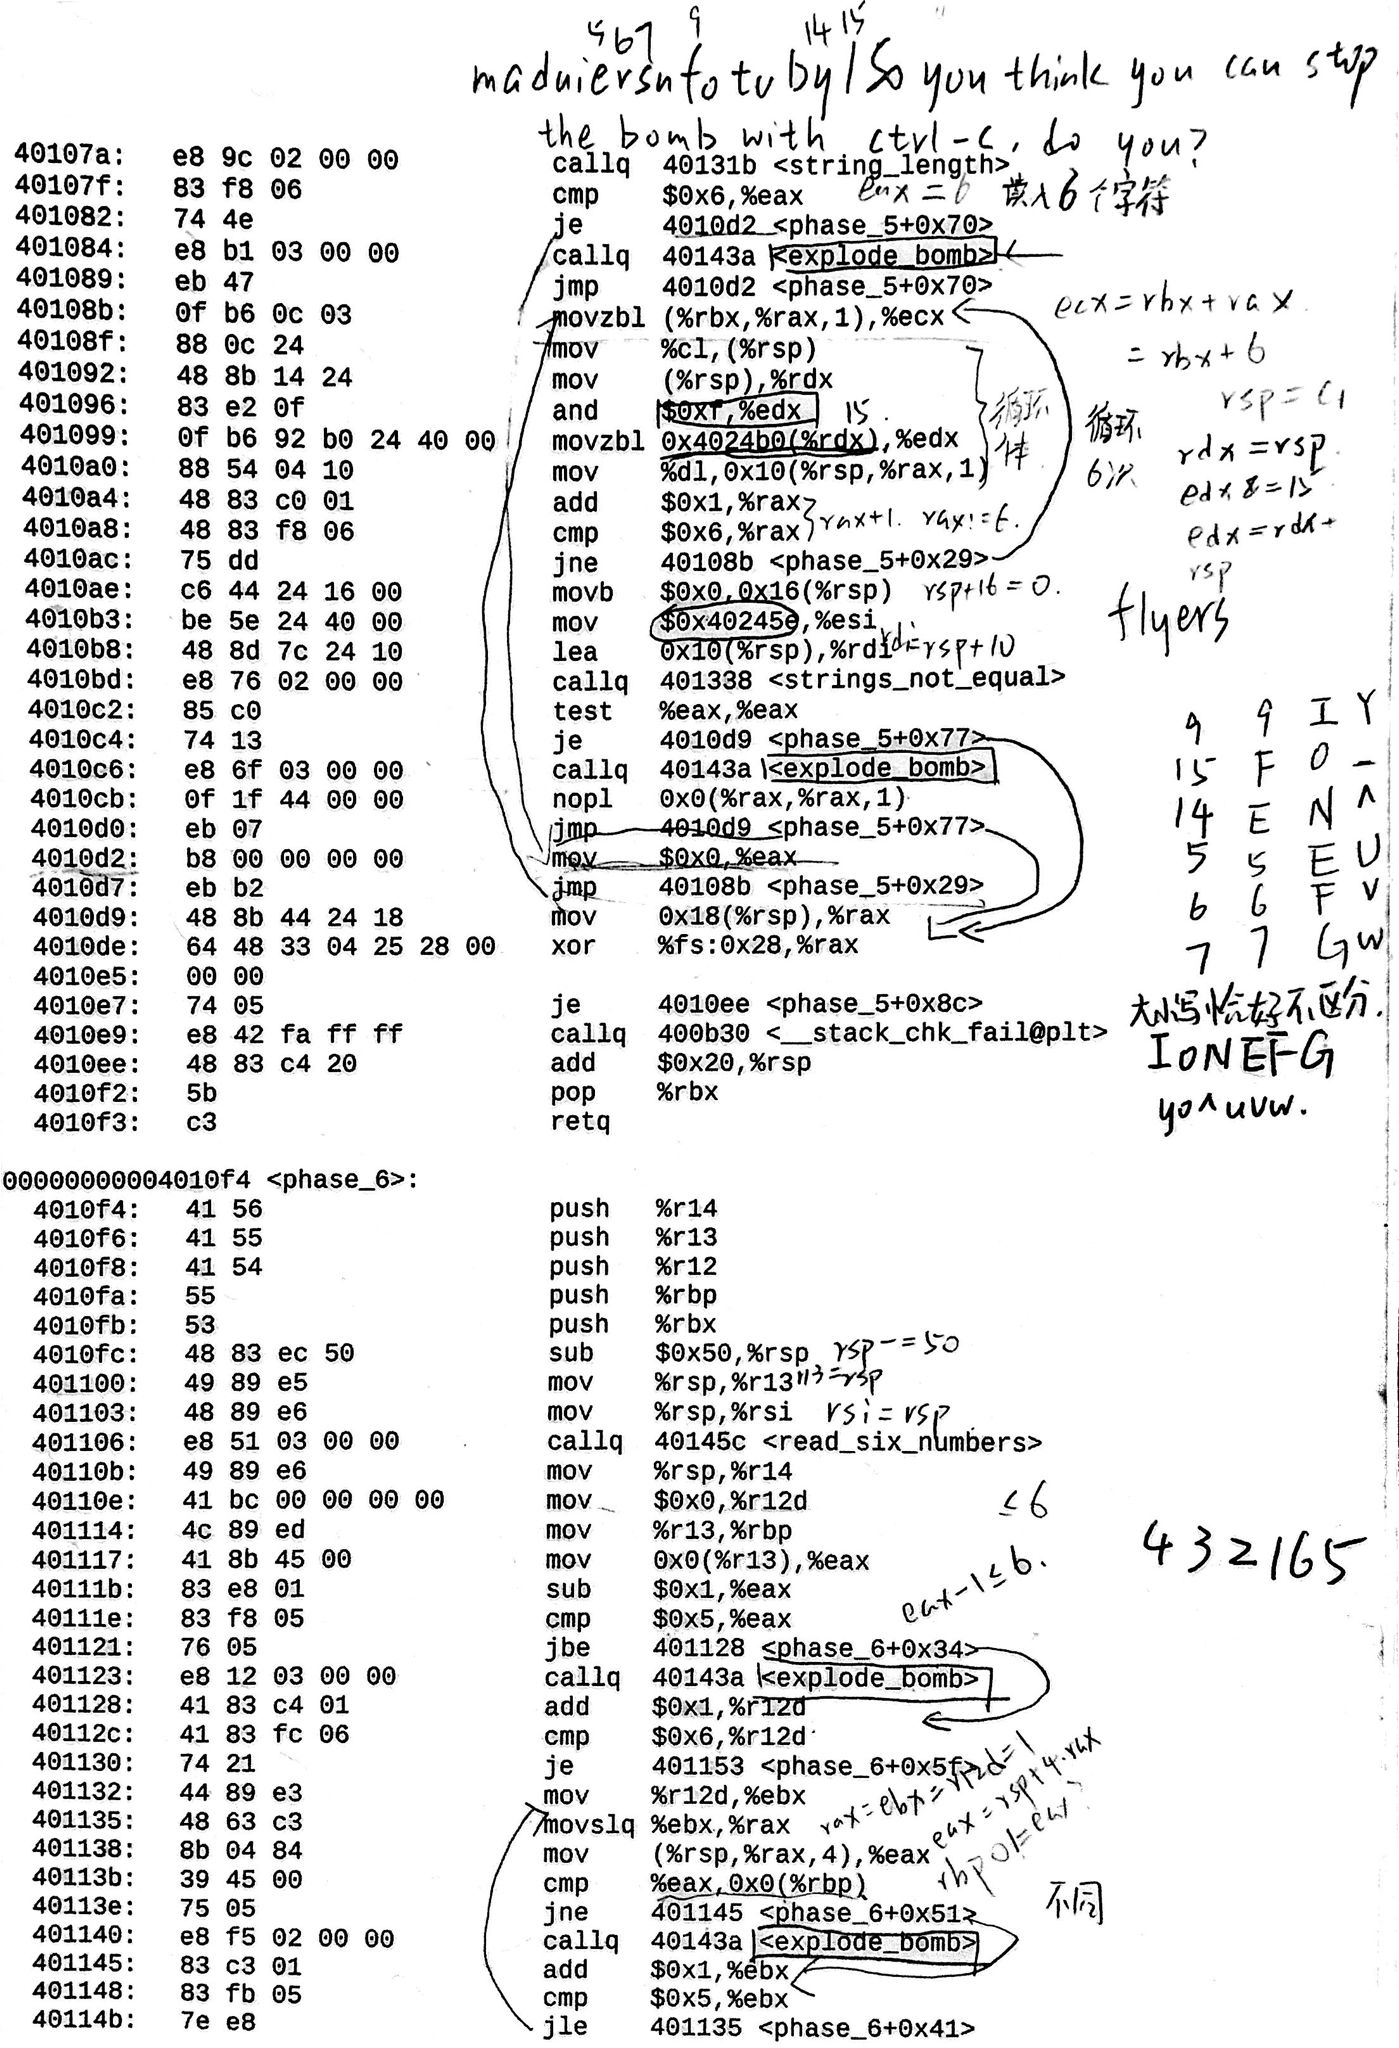 5 6 7 9 14 15
maduiersnfotvbylSo you think you can stop
the bomb with ctrl-c, do you?
40107a: e8 9c 02 00 00 callq 40131b <string_length>
40107f: 83 f8 06 cmp $0x6,%eax eax = 6 读入6个字符
401082: 74 4e je 4010d2 <phase_5+0x70>
401084: e8 b1 03 00 00 callq 40143a <explode_bomb>
401089: eb 47 jmp 4010d2 <phase_5+0x70>
40108b: 0f b6 0c 03 movzbl (%rbx,%rax,1),%ecx ecx = rbx + rax
40108f: 88 0c 24 mov %cl,(%rsp) = rbx + 6
401092: 48 8b 14 24 mov (%rsp),%rdx rsp = cl
401096: 83 e2 0f and $0xf,%edx 15. 循环体 循环6次
401099: 0f b6 92 b0 24 40 00 movzbl 0x4024b0(%rdx),%edx rdx = rsp
4010a0: 88 54 04 10 mov %dl,0x10(%rsp,%rax,1) edx &= 15
4010a4: 48 83 c0 01 add $0x1,%rax rax+1. rax!=6.
4010a8: 48 83 f8 06 cmp $0x6,%rax edx = rdx +
4010ac: 75 dd jne 40108b <phase_5+0x29> rsp
4010ae: c6 44 24 16 00 movb $0x0,0x16(%rsp) rsp+16 = 0.
4010b3: be 5e 24 40 00 mov $0x40245e,%esi flyers
4010b8: 48 8d 7c 24 10 lea 0x10(%rsp),%rdi rdi=rsp+10
4010bd: e8 76 02 00 00 callq 401338 <strings_not_equal>
4010c2: 85 c0 test %eax,%eax 9 9 I Y
4010c4: 74 13 je 4010d9 <phase_5+0x77>
4010c6: e8 6f 03 00 00 callq 40143a <explode_bomb> 15 F O _
4010cb: 0f 1f 44 00 00 nopl 0x0(%rax,%rax,1) 14 E N ^
4010d0: eb 07 jmp 4010d9 <phase_5+0x77>
4010d2: b8 00 00 00 00 mov $0x0,%eax 5 5 E U
4010d7: eb b2 jmp 40108b <phase_5+0x29> 6 6 F V
4010d9: 48 8b 44 24 18 mov 0x18(%rsp),%rax
4010de: 64 48 33 04 25 28 00 xor %fs:0x28,%rax 7 7 G W
4010e5: 00 00
4010e7: 74 05 je 4010ee <phase_5+0x8c> 大小写恰好不区分.
4010e9: e8 42 fa ff ff callq 400b30 <__stack_chk_fail@plt>
4010ee: 48 83 c4 20 add $0x20,%rsp IONEFG
4010f2: 5b pop %rbx
4010f3: c3 retq yo^uvw.
00000000004010f4 <phase_6>:
4010f4: 41 56 push %r14
4010f6: 41 55 push %r13
4010f8: 41 54 push %r12
4010fa: 55 push %rbp
4010fb: 53 push %rbx
4010fc: 48 83 ec 50 sub $0x50,%rsp rsp-=50
401100: 49 89 e5 mov %rsp,%r13 r13=rsp
401103: 48 89 e6 mov %rsp,%rsi rsi=rsp
401106: e8 51 03 00 00 callq 40145c <read_six_numbers>
40110b: 49 89 e6 mov %rsp,%r14
40110e: 41 bc 00 00 00 00 mov $0x0,%r12d ≤6
401114: 4c 89 ed mov %r13,%rbp
401117: 41 8b 45 00 mov 0x0(%r13),%eax 432165
40111b: 83 e8 01 sub $0x1,%eax eax-1≤6.
40111e: 83 f8 05 cmp $0x5,%eax
401121: 76 05 jbe 401128 <phase_6+0x34>
401123: e8 12 03 00 00 callq 40143a <explode_bomb>
401128: 41 83 c4 01 add $0x1,%r12d
40112c: 41 83 fc 06 cmp $0x6,%r12d
401130: 74 21 je 401153 <phase_6+0x5f>
401132: 44 89 e3 mov %r12d,%ebx rax=ebx=r12d=1
401135: 48 63 c3 movslq %ebx,%rax eax=rsp+4·rax
401138: 8b 04 84 mov (%rsp,%rax,4),%eax
40113b: 39 45 00 cmp %eax,0x0(%rbp)
40113e: 75 05 jne 401145 <phase_6+0x51> 不同
401140: e8 f5 02 00 00 callq 40143a <explode_bomb>
401145: 83 c3 01 add $0x1,%ebx
401148: 83 fb 05 cmp $0x5,%ebx
40114b: 7e e8 jle 401135 <phase_6+0x41>